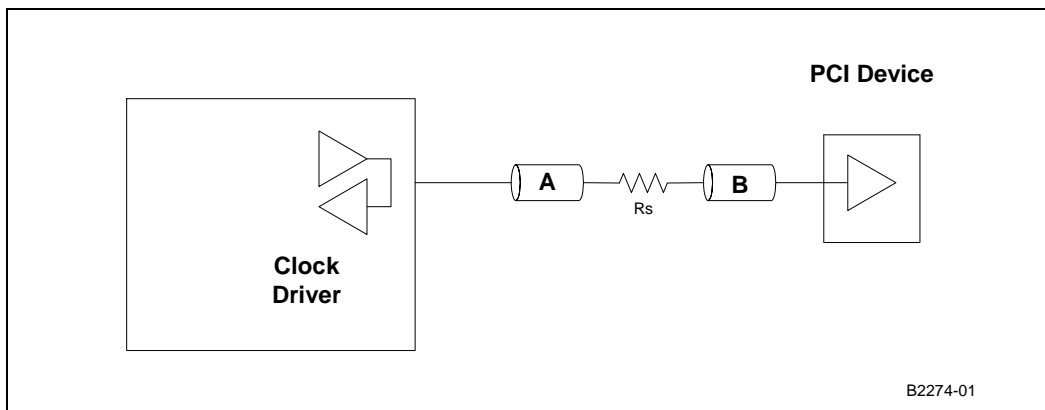 PCI Device
A
B
Rs
Clock
Driver
B2274-01